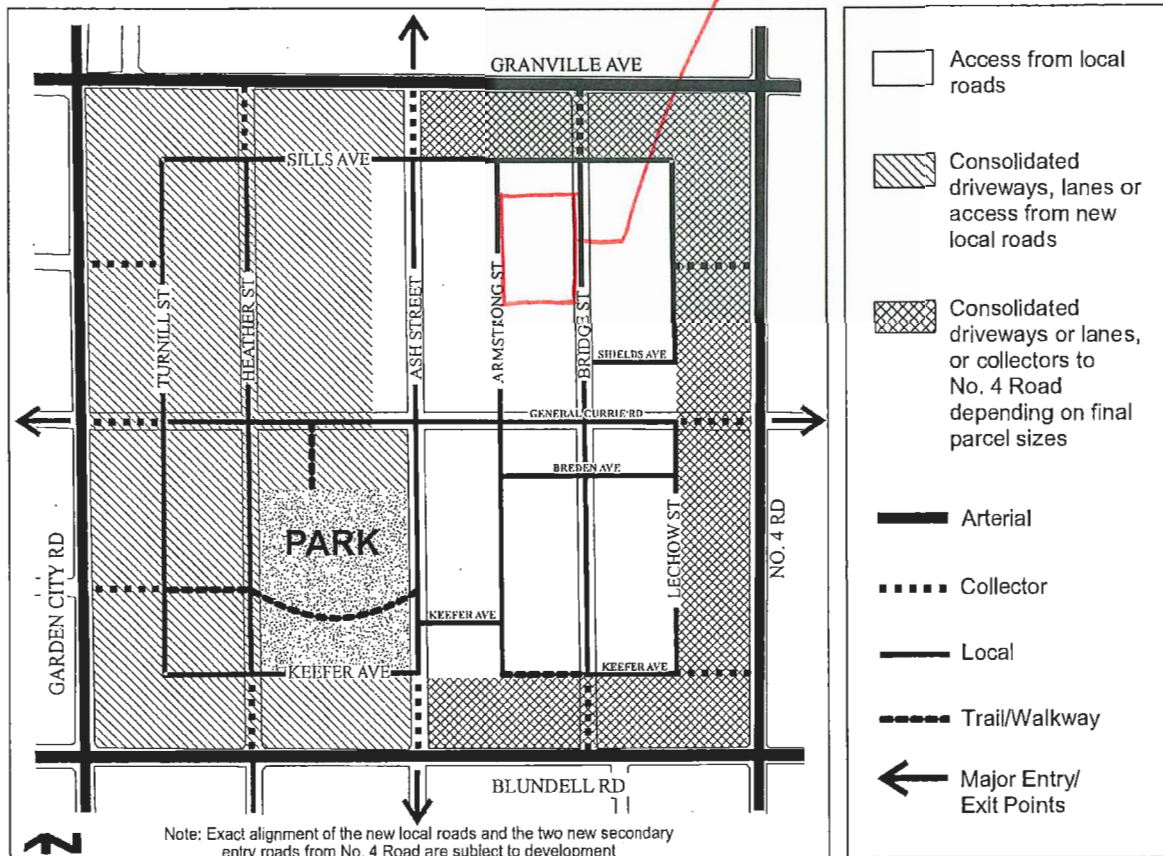 GRANVILLE AVE
SILLS AVE
TURNILL ST
HEATHER ST
ASH STREET
ARMSTRONG ST
BRIDGE ST
SHIELDS AVE
GENERAL CURRIE RD
BREDEN AVE
PARK
LECHOW ST
NO. 4 RD
GARDEN CITY RD
KEEFER AVE
KEEFER AVE
KEEFER AVE
BLUNDELL RD
N
Note: Exact alignment of the new local roads and the two new secondary
entry roads from No. 4 Road are subject to development
Access from local
roads
Consolidated
driveways, lanes or
access from new
local roads
Consolidated
driveways or lanes,
or collectors to
No. 4 Road
depending on final
parcel sizes
Arterial
Collector
Local
Trail/Walkway
Major Entry/
Exit Points